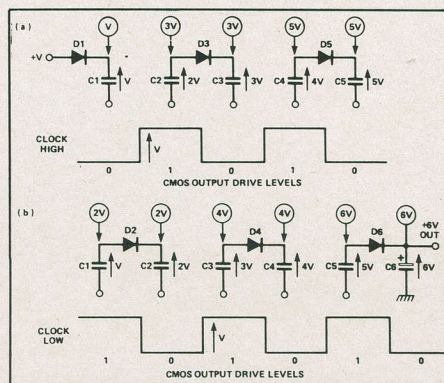 (a) V 3V 3V 5V 5V
+V D1 D3 D5
C1 V C2 2V C3 3V C4 4V C5 5V
CLOCK HIGH V
0 1 0 1 0
CMOS OUTPUT DRIVE LEVELS
(b) 2V 2V 4V 4V 6V 6V
D2 D4 D6 +6V OUT
C1 V C2 2V C3 3V C4 4V C5 5V + C6 6V
CLOCK LOW V
1 0 1 0 1 0
CMOS OUTPUT DRIVE LEVELS